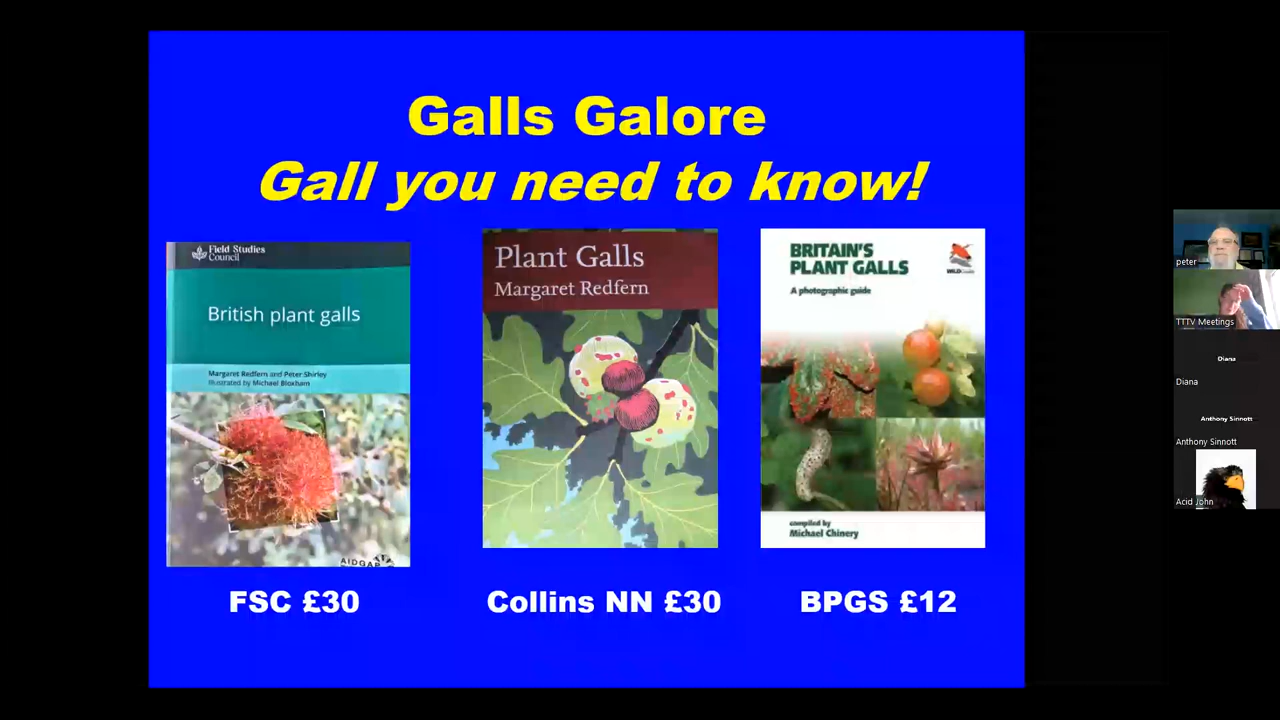 Galls Galore
Gall you need to know!
Field Studies
Council
British plant galls
Margaret Redfern and Peter Shirley
Illustrated by Michael Bloxham
AIDGAP
FSC £30
Plant Galls
Margaret Redfern
Collins NN £30
BRITAIN'S
PLANT GALLS
A photographic guide
WILDGuides
compiled by
Michael Chinery
BPGS £12
peter
TTTV Meetings
Diana
Diana
Anthony Sinnott
Anthony Sinnott
Acid John